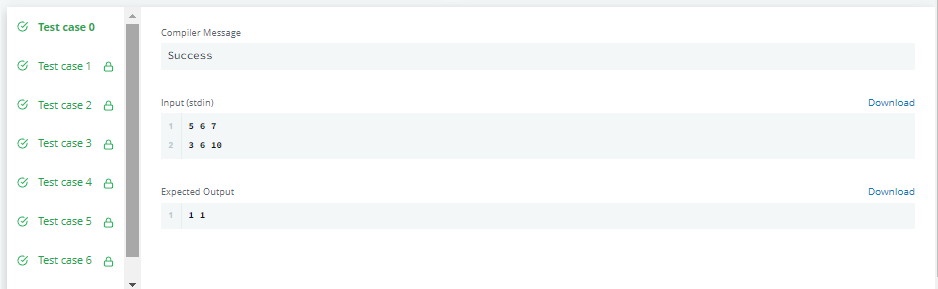 Test case 0
Test case 1
Test case 2
Test case 3
Test case 4
Test case 5
Test case 6
Compiler Message
Success
Input (stdin)
Download
1 5 6 7
2 3 6 10
Expected Output
Download
1 1 1